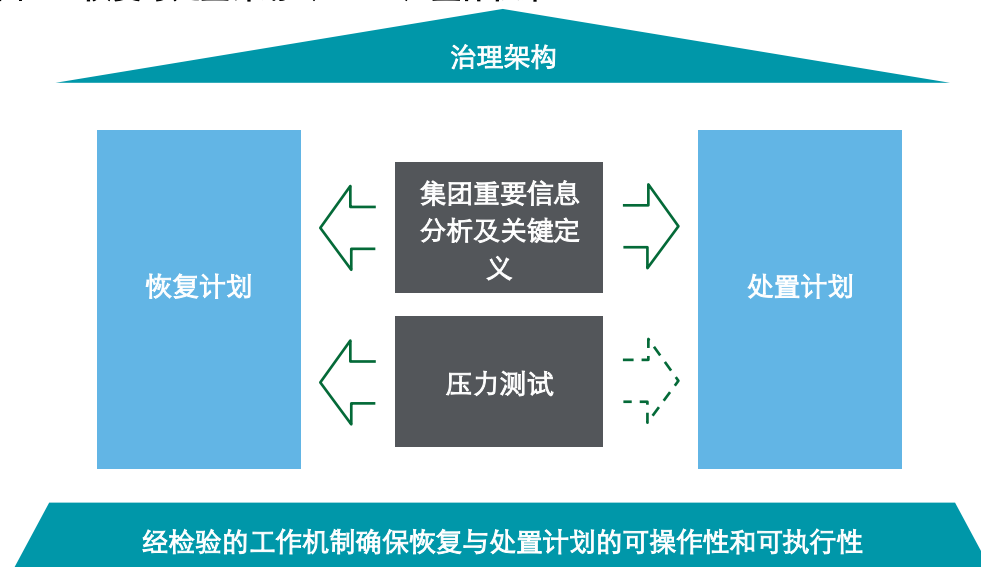 治理架构
集团重要信息
分析及关键定
义
恢复计划
处置计划
压力测试
经检验的工作机制确保恢复与处置计划的可操作性和可执行性